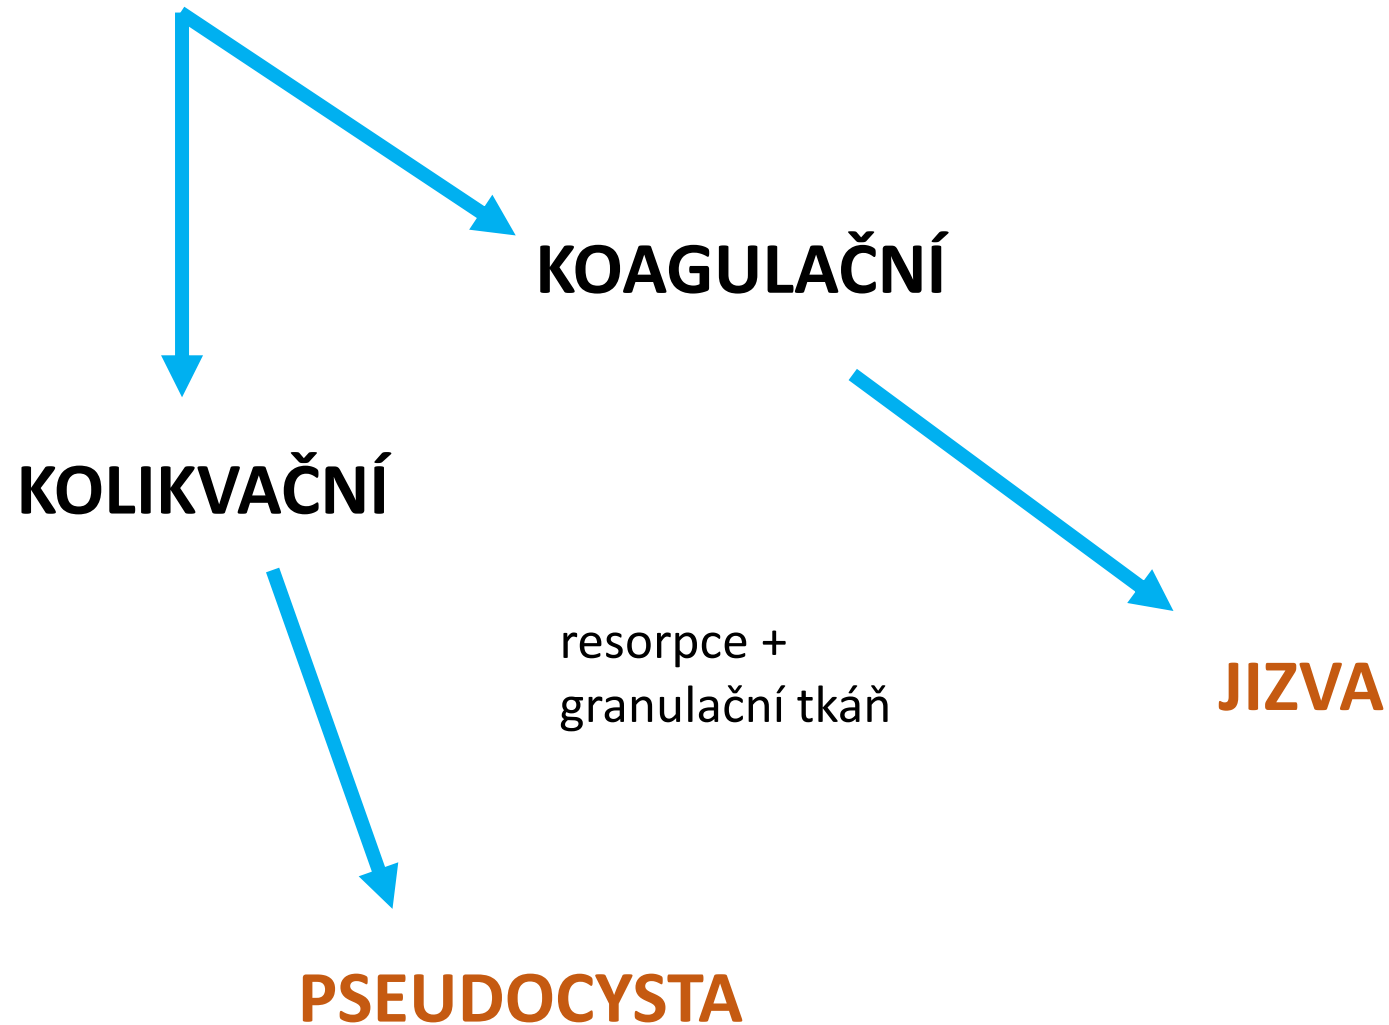 KOAGULAČNÍ
KOLIKVAČNÍ
resorpce +
granulační tkáň
JIZVA
PSEUDOCYSTA